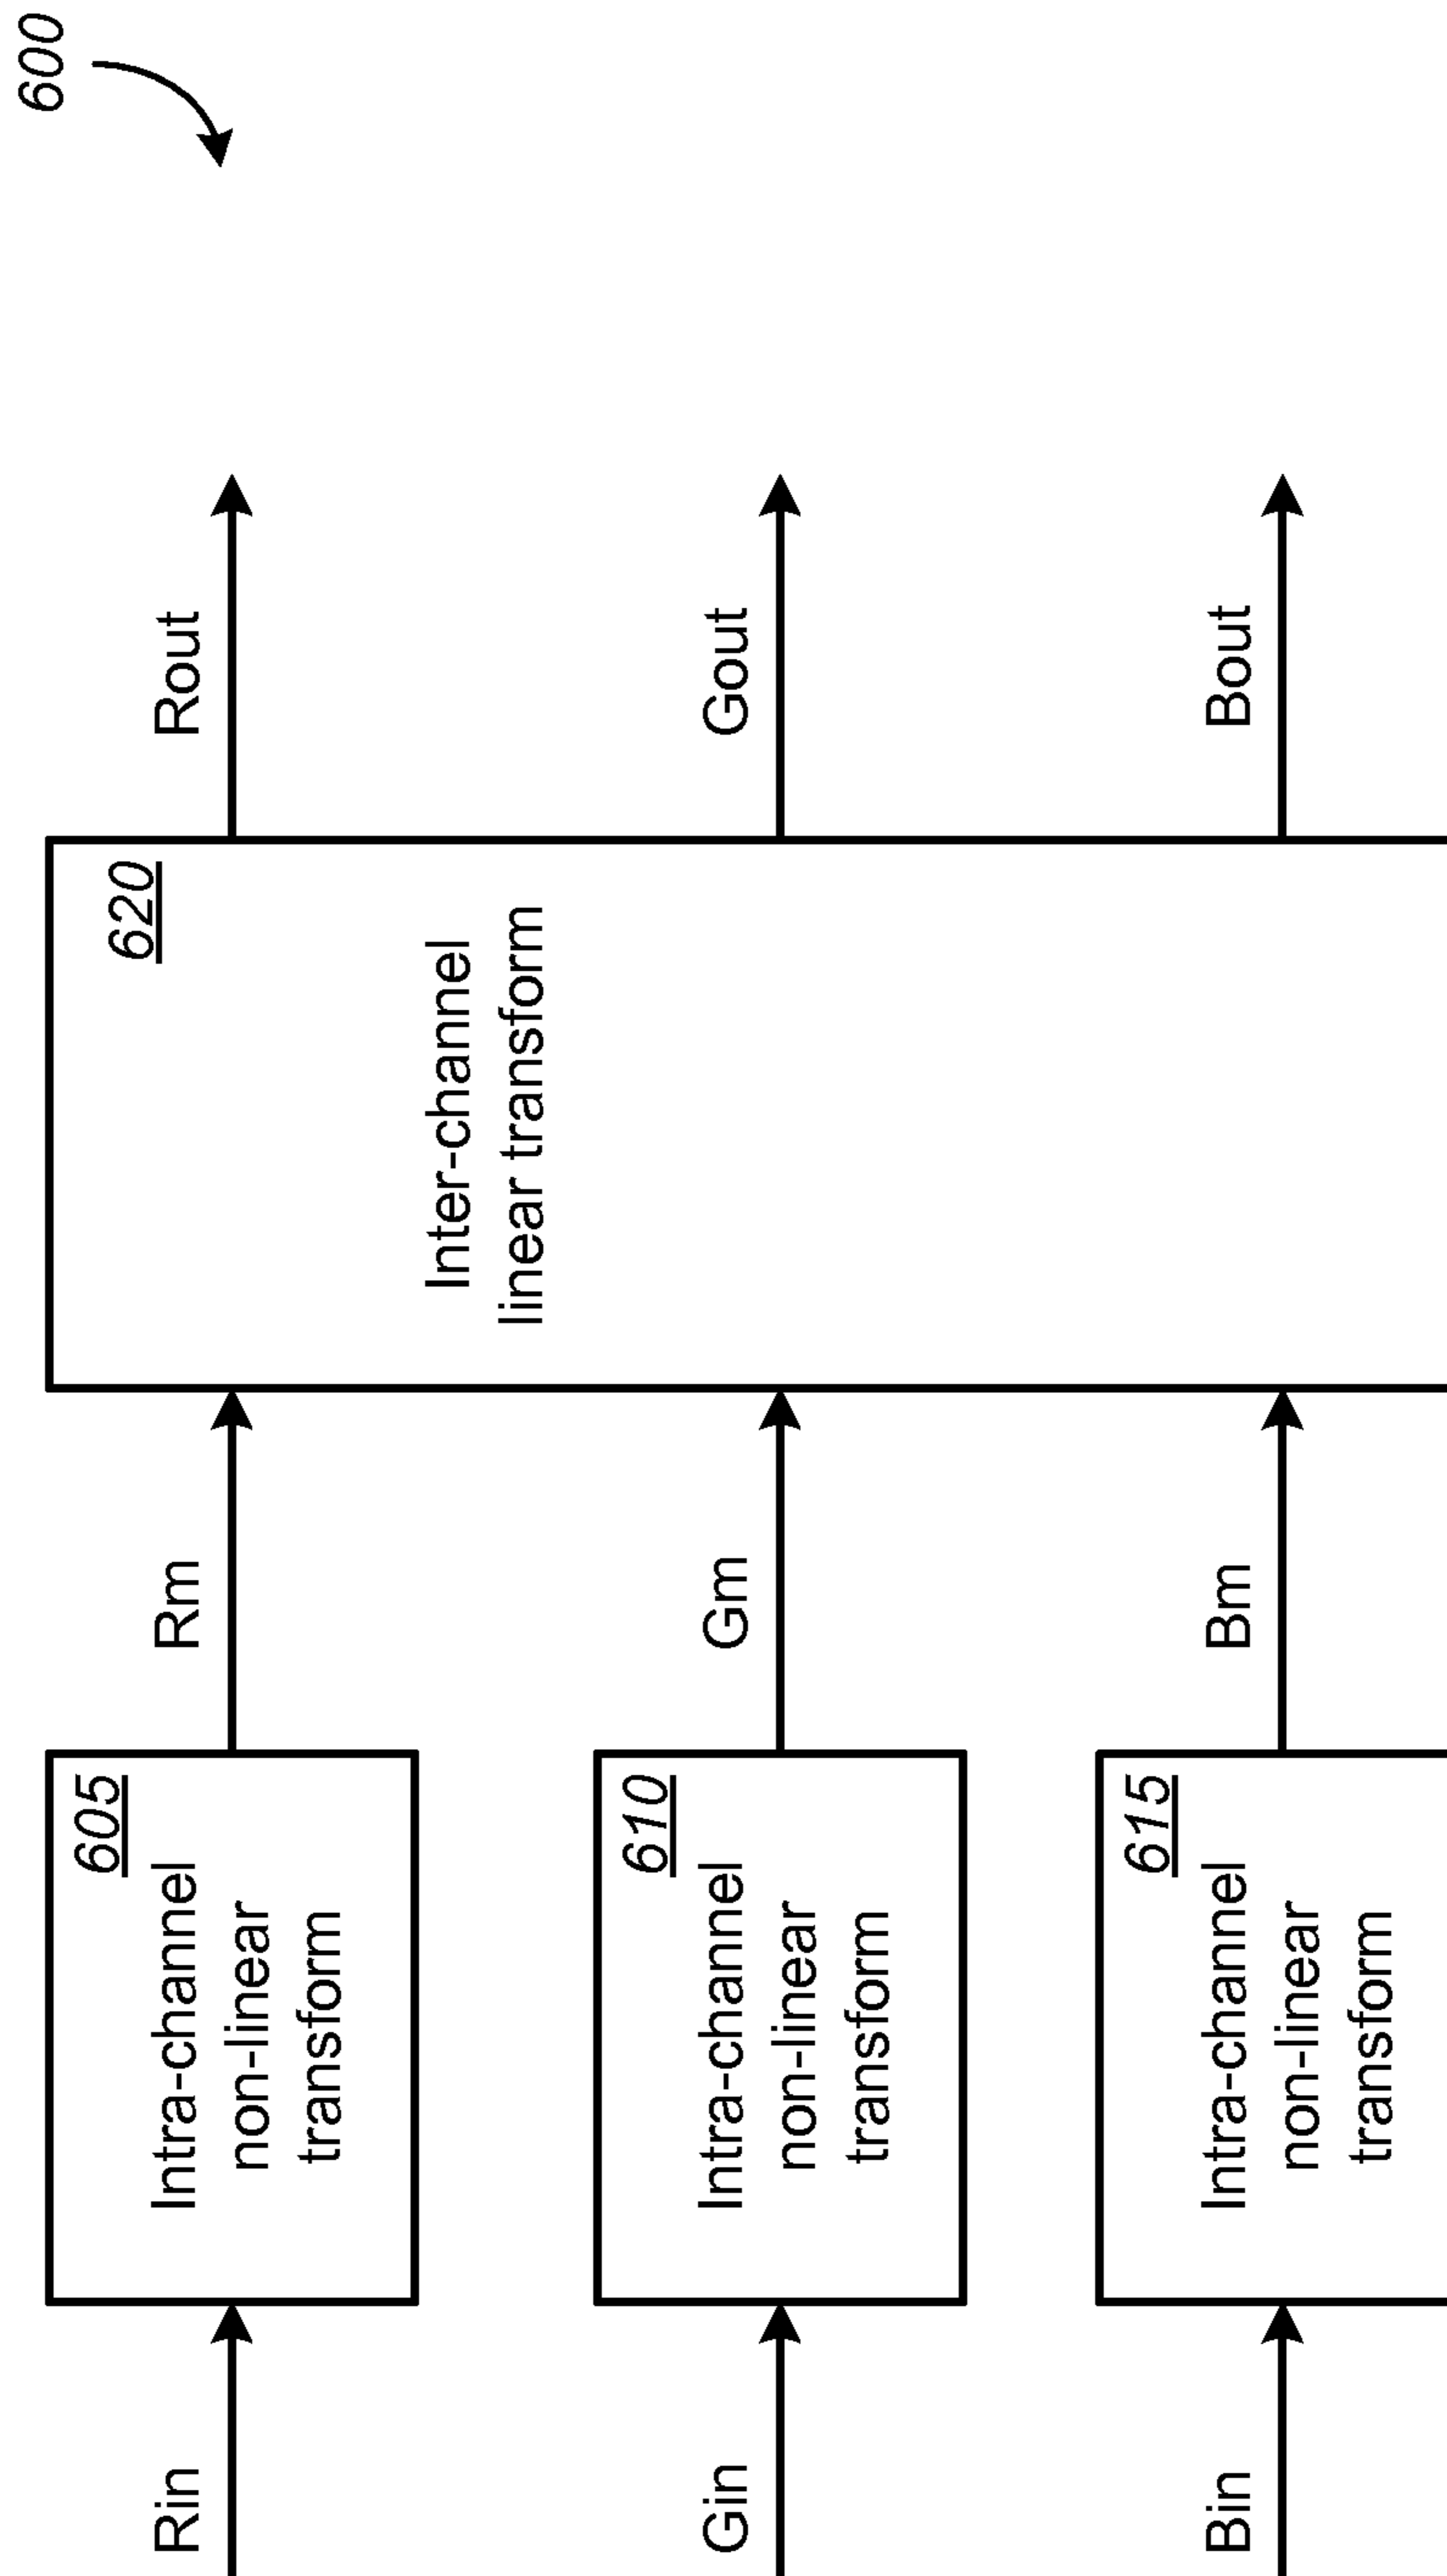 600
Rin
605
Intra-channel
non-linear
transform
Rm
620
Inter-channel
linear transform
Rout
Gin
610
Intra-channel
non-linear
transform
Gm
Gout
Bin
615
Intra-channel
non-linear
transform
Bm
Bout